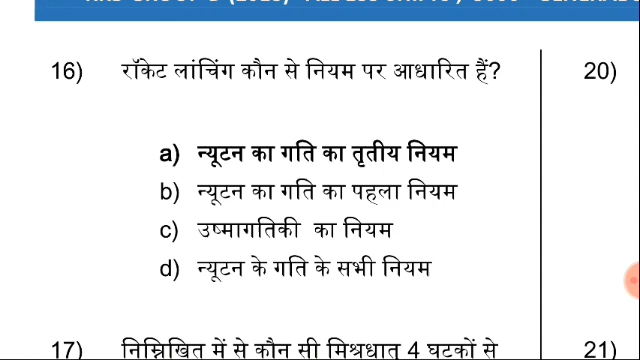 16) रॉकेट लांचिंग कौन से नियम पर आधारित हैं?
a) न्यूटन का गति का तृतीय नियम
b) न्यूटन का गति का पहला नियम
c) उष्मागतिकी का नियम
d) न्यूटन के गति के सभी नियम
17) निम्निखित में से कौन सी मिश्रधातु 4 घटकों से
20)
21)